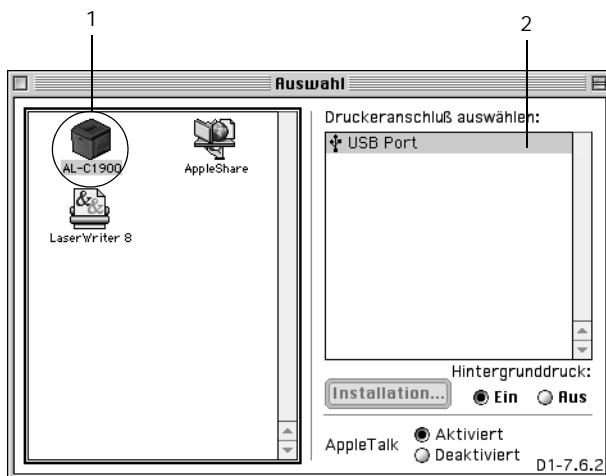 1
2
Auswahl
AL-C1900
AppleShare
LaserWriter 8
Druckeranschluß auswählen:
USB Port
Hintergrunddruck:
Installation...
Ein Aus
AppleTalk
Aktiviert
Deaktiviert
D1-7.6.2